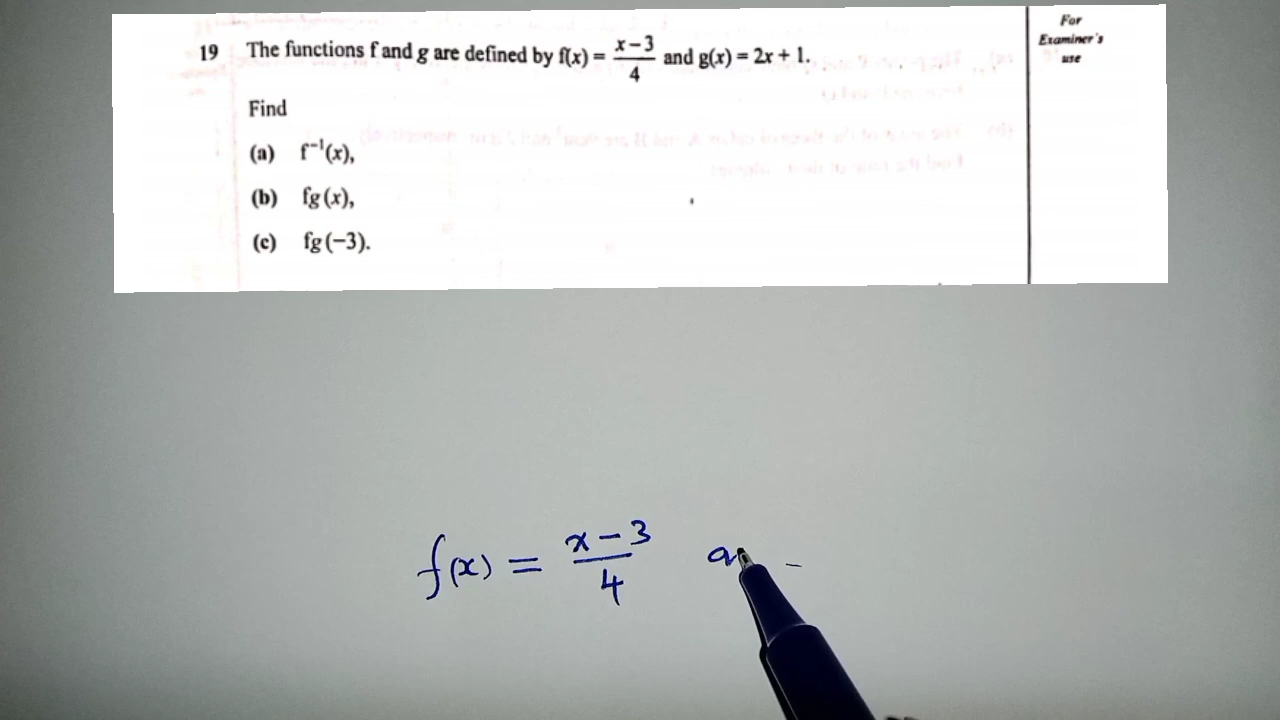 For
Examiner's
use
19 The functions f and g are defined by f(x) = x−3/4 and g(x) = 2x + 1.
Find
(a) f⁻¹(x),
(b) fg(x),
(c) fg(−3).
f(x) = x−3/4